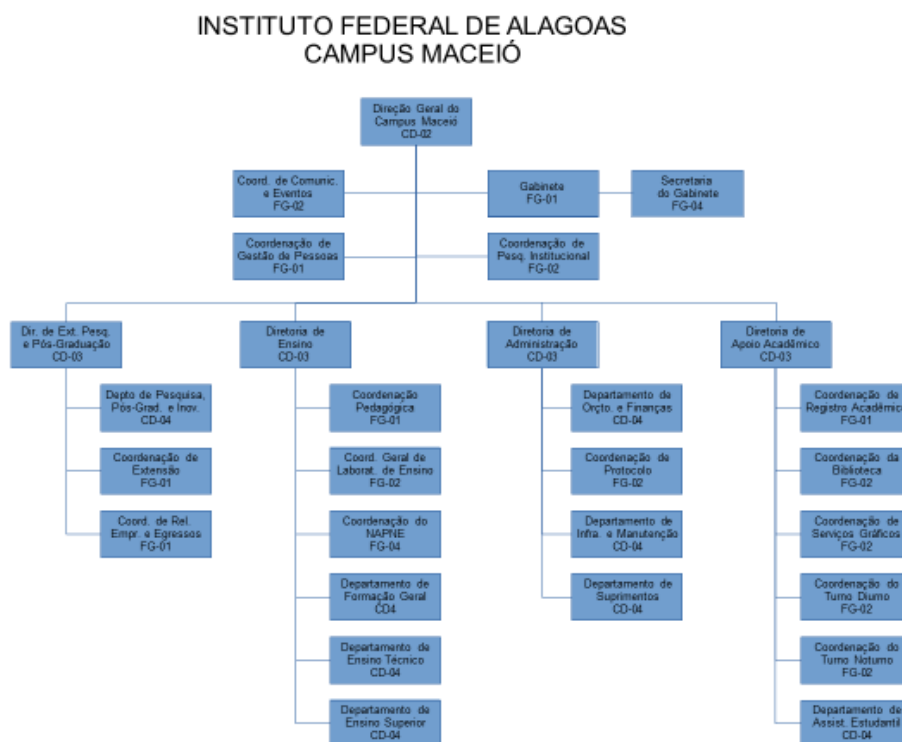 INSTITUTO FEDERAL DE ALAGOAS
CAMPUS MACEIÓ
Direção Geral do
Campus Maceió
CD-02
Coord. de Comunic.
e Eventos
FG-02
Gabinete
FG-01
Secretaria
do Gabinete
FG-04
Coordenação de
Gestão de Pessoas
FG-01
Coordenação de
Pesq. Institucional
FG-02
Dir. de Ext. Pesq.
e Pós-Graduação
CD-03
Diretoria de
Ensino
CD-03
Diretoria de
Administração
CD-03
Diretoria de
Apoio Acadêmico
CD-03
Depto de Pesquisa,
Pós-Grad. e Inov.
CD-04
Coordenação de
Extensão
FG-01
Coord. de Rel.
Empr. e Egressos
FG-01
Coordenação
Pedagógica
FG-01
Coord. Geral de
Laborat. de Ensino
FG-02
Coordenação do
NAPNE
FG-04
Departamento de
Formação Geral
CD4
Departamento de
Ensino Técnico
CD-04
Departamento de
Ensino Superior
CD-04
Departamento de
Orçto. e Finanças
CD-04
Coordenação de
Protocolo
FG-02
Departamento de
Infra. e Manutenção
CD-04
Departamento de
Suprimentos
CD-04
Coordenação de
Registro Acadêmic
FG-01
Coordenação da
Biblioteca
FG-02
Coordenação de
Serviços Gráficos
FG-02
Coordenação do
Turno Diurno
FG-02
Coordenação do
Turno Noturno
FG-02
Departamento de
Assist. Estudantil
CD-04